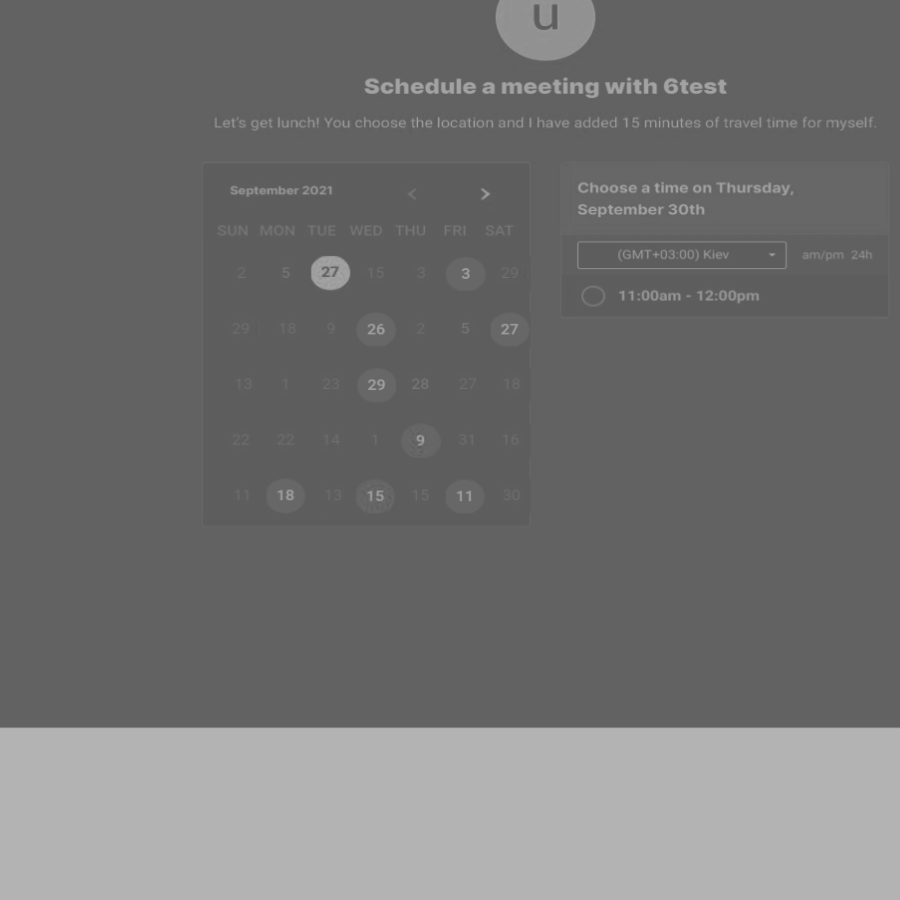 u
Schedule a meeting with 6test
Let's get lunch! You choose the location and I have added 15 minutes of travel time for myself.
September 2021 < >
SUN MON TUE WED THU FRI SAT
2 5 27 15 3 3 29
29 18 9 26 2 5 27
13 1 23 29 28 27 18
22 22 14 1 9 31 16
11 18 13 15 15 11 30
Choose a time on Thursday,
September 30th
(GMT+03:00) Kiev am/pm 24h
11:00am - 12:00pm